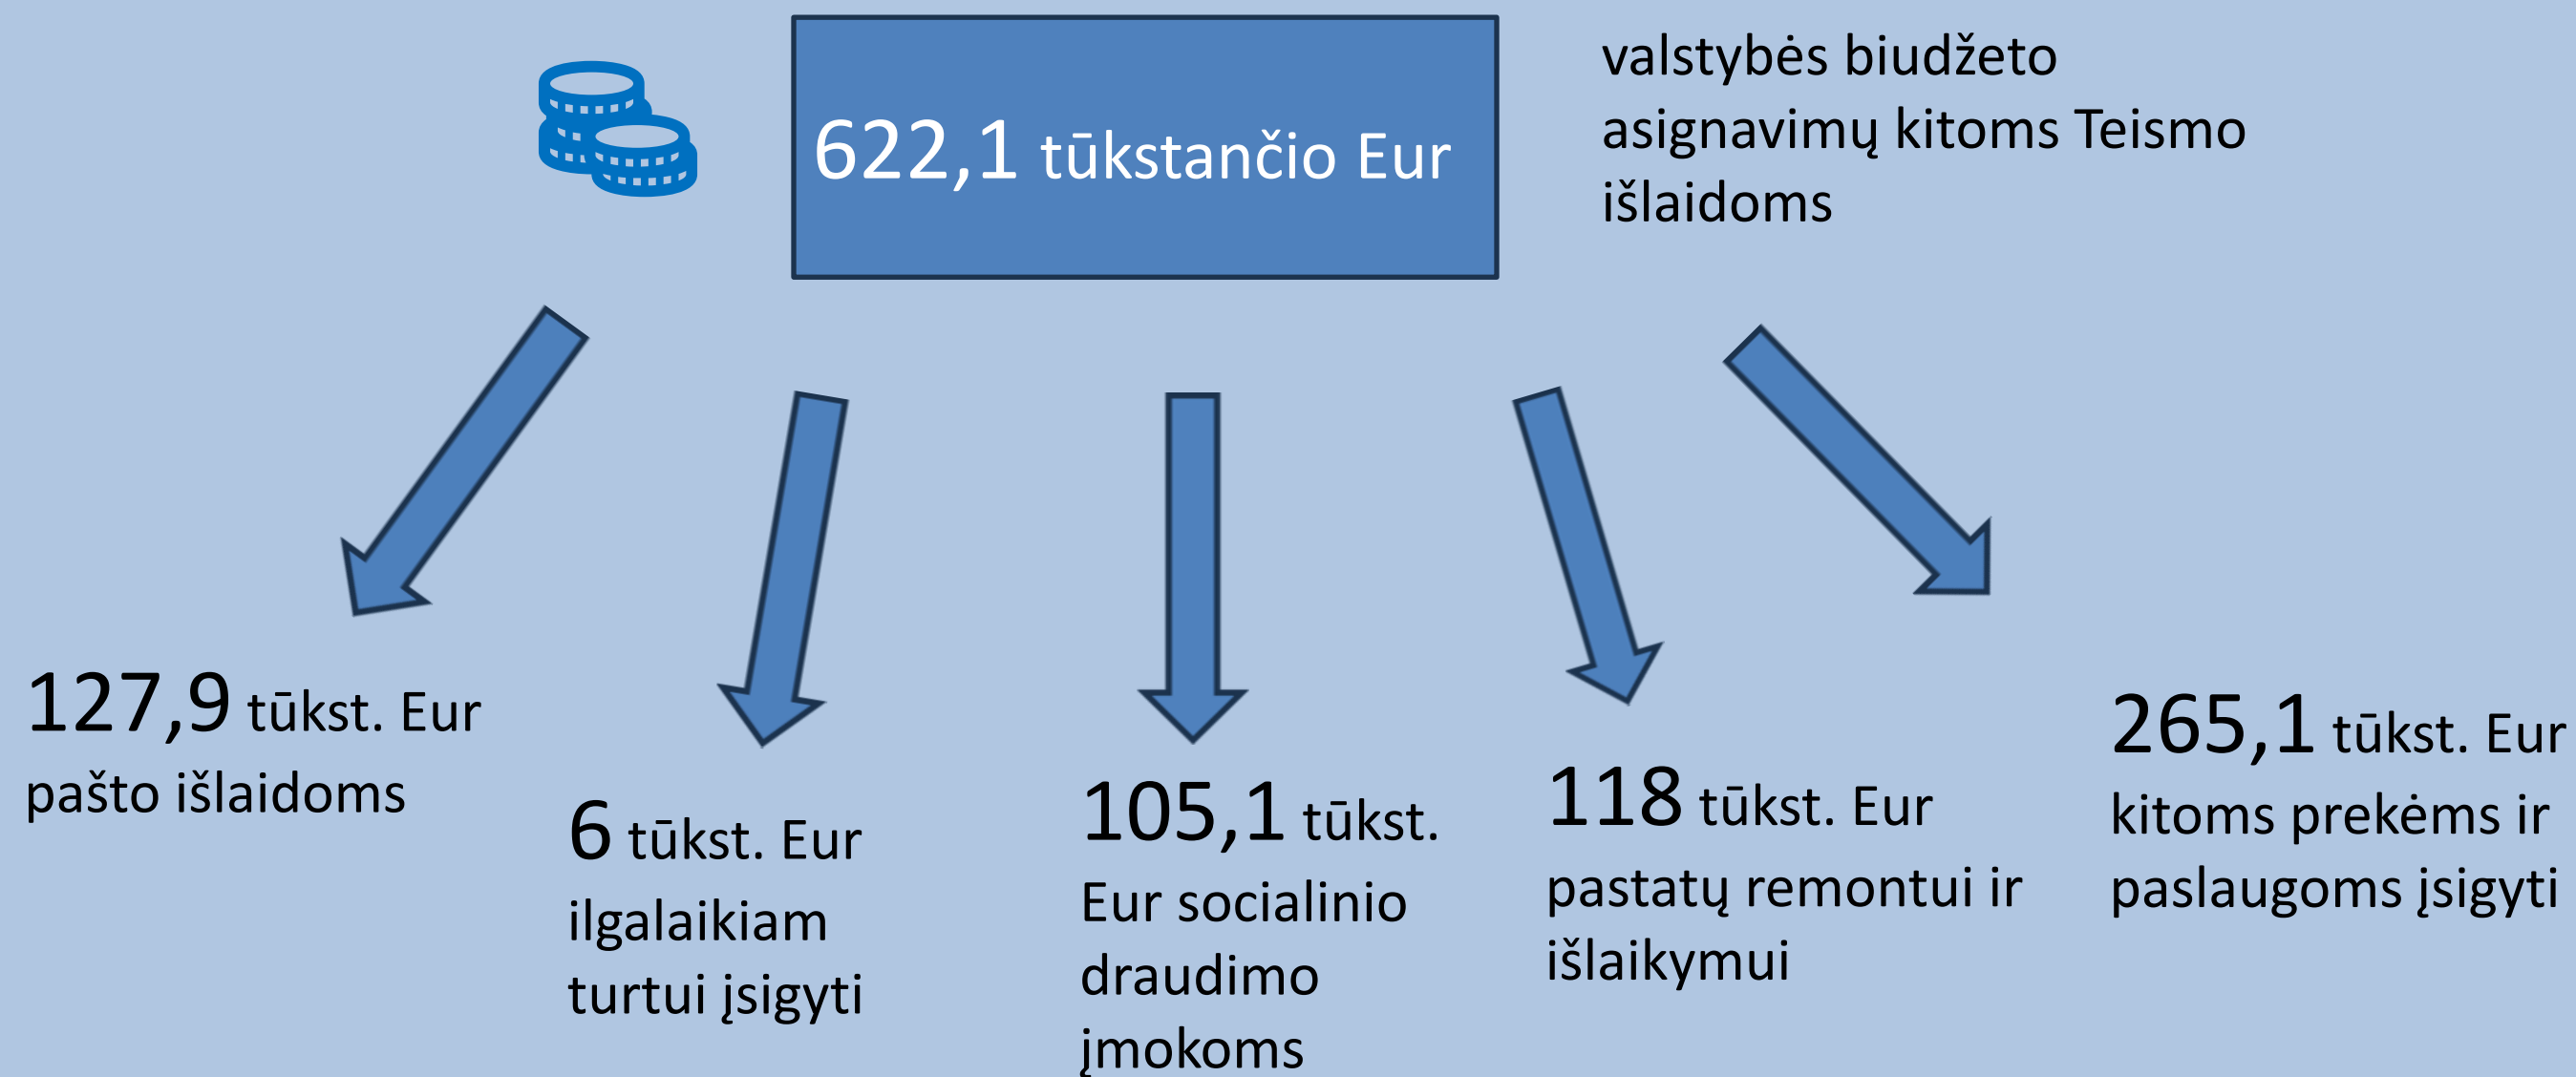 622,1 tūkstančio Eur
valstybės biudžeto
asignavimų kitoms Teismo
išlaidoms
127,9 tūkst. Eur
pašto išlaidoms
6 tūkst. Eur
ilgalaikiam
turtui įsigyti
105,1 tūkst.
Eur socialinio
draudimo
įmokoms
118 tūkst. Eur
pastatų remontui ir
išlaikymui
265,1 tūkst. Eur
kitoms prekėms ir
paslaugoms įsigyti